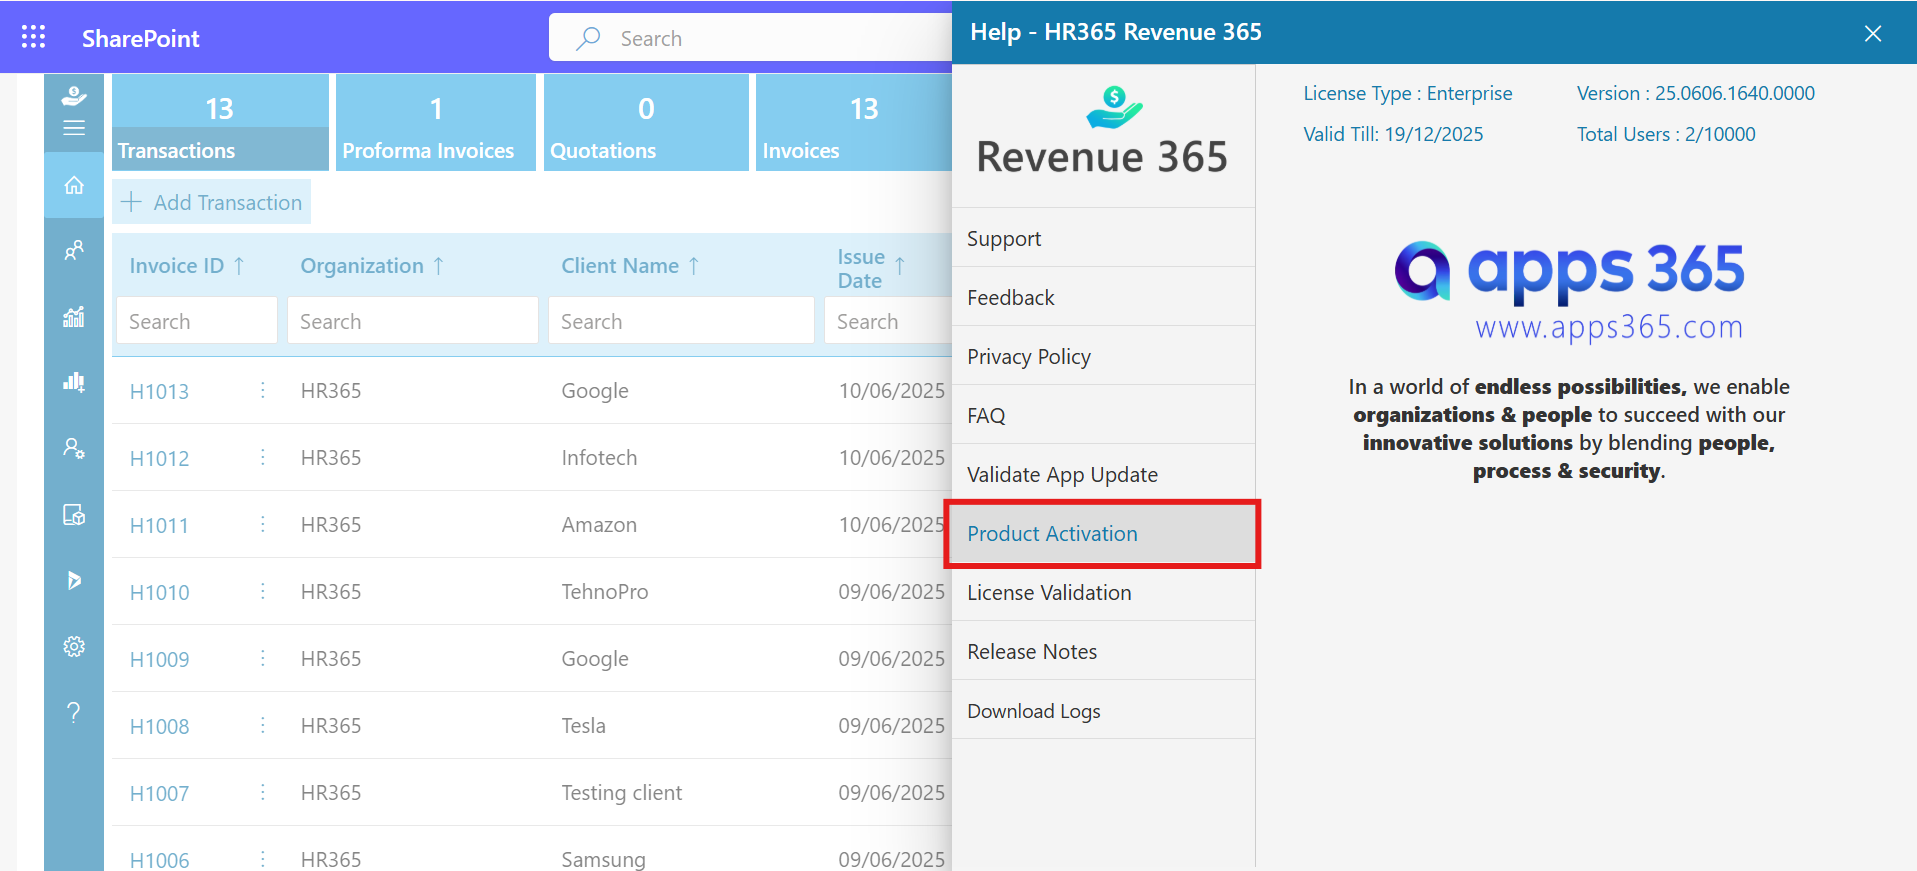 SharePoint
Search
Help - HR365 Revenue 365
13
Transactions
1
Proforma Invoices
0
Quotations
13
Invoices
Add Transaction
Invoice ID ↑
Organization ↑
Client Name ↑
Issue Date ↑
Search
Search
Search
Search
H1013 HR365 Google 10/06/2025
H1012 HR365 Infotech 10/06/2025
H1011 HR365 Amazon 10/06/2025
H1010 HR365 TehnoPro 09/06/2025
H1009 HR365 Google 09/06/2025
H1008 HR365 Tesla 09/06/2025
H1007 HR365 Testing client 09/06/2025
H1006 HR365 Samsung 09/06/2025
Revenue 365
Support
Feedback
Privacy Policy
FAQ
Validate App Update
Product Activation
License Validation
Release Notes
Download Logs
License Type : Enterprise
Version : 25.0606.1640.0000
Valid Till: 19/12/2025
Total Users : 2/10000
apps 365
www.apps365.com
In a world of endless possibilities, we enable
organizations & people to succeed with our
innovative solutions by blending people,
process & security.